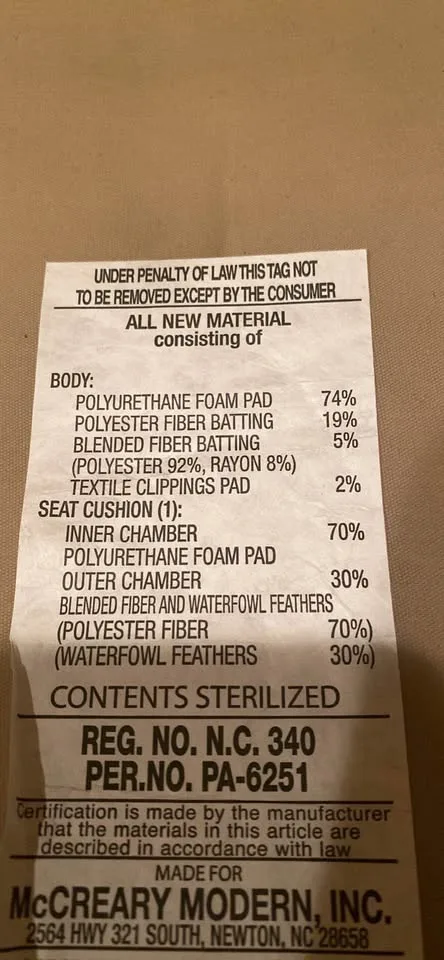 UNDER PENALTY OF LAW THIS TAG NOT
TO BE REMOVED EXCEPT BY THE CONSUMER
ALL NEW MATERIAL
consisting of
BODY:
POLYURETHANE FOAM PAD 74%
POLYESTER FIBER BATTING 19%
BLENDED FIBER BATTING 5%
(POLYESTER 92%, RAYON 8%)
TEXTILE CLIPPINGS PAD 2%
SEAT CUSHION (1):
INNER CHAMBER 70%
POLYURETHANE FOAM PAD
OUTER CHAMBER 30%
BLENDED FIBER AND WATERFOWL FEATHERS
(POLYESTER FIBER 70%)
(WATERFOWL FEATHERS 30%)
CONTENTS STERILIZED
REG. NO. N.C. 340
PER.NO. PA-6251
Certification is made by the manufacturer
that the materials in this article are
described in accordance with law
MADE FOR
McCREARY MODERN, INC.
2564 HWY 321 SOUTH, NEWTON, NC 28658